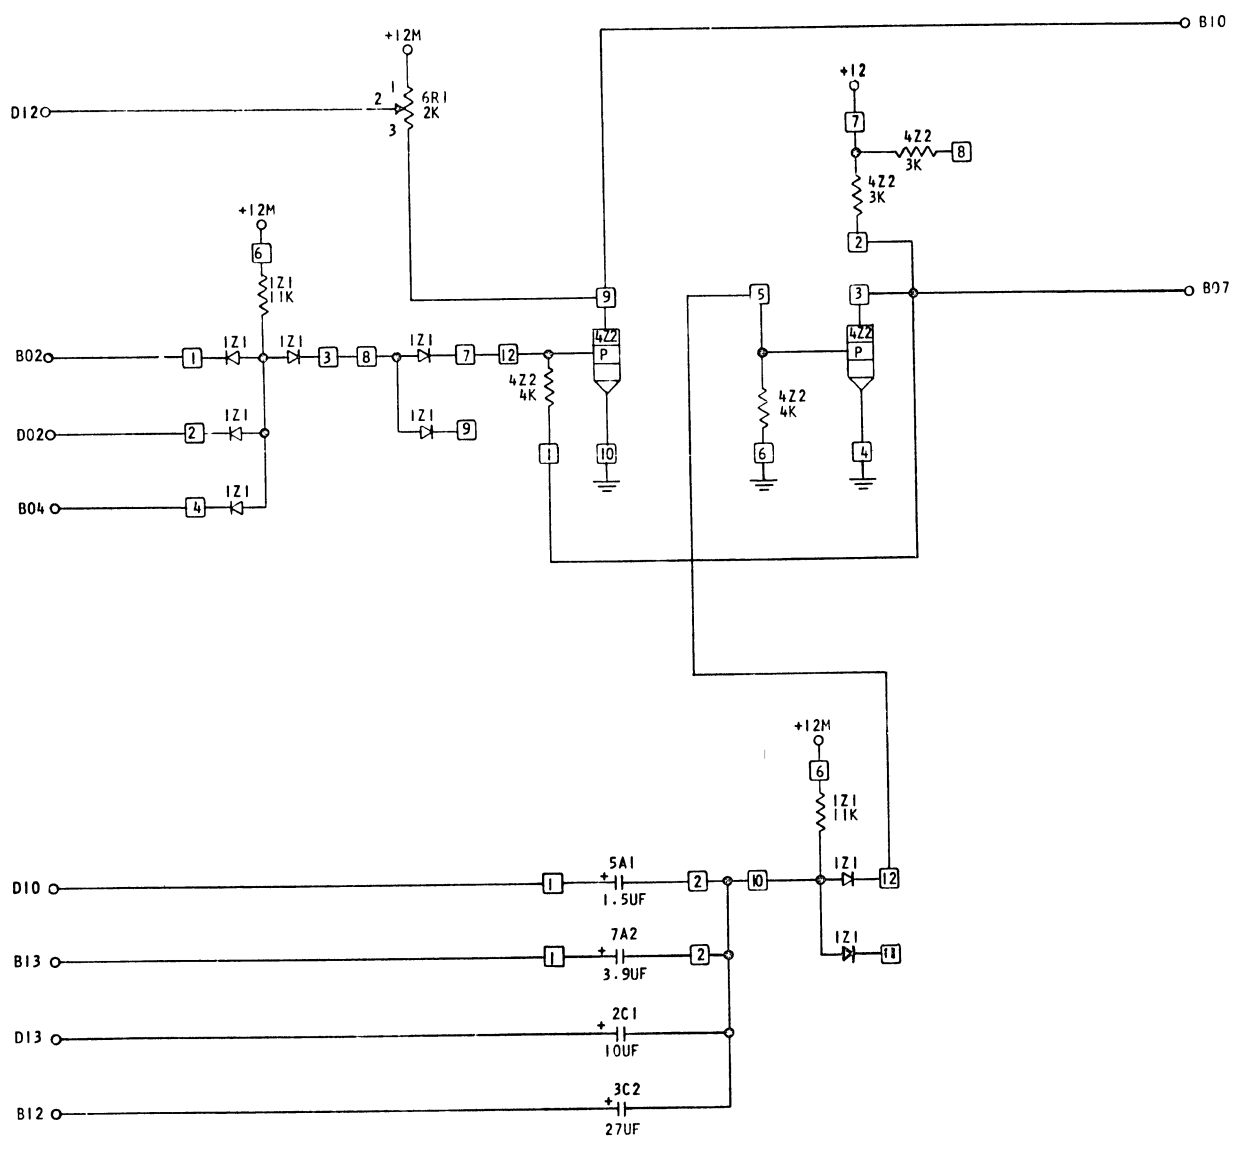 B10
+12M
+12
1
6R1
2
2K
D12
3
7
4Z2
8
3K
4Z2
3K
+12M
2
6
1Z1
11K
9
5
3
B07
4Z2
4Z2
B02
1
1Z1
1Z1
3
8
1Z1
7
12
P
P
4Z2
4K
4Z2
4K
D02
2
1Z1
1Z1
9
1
10
6
4
B04
4
1Z1
+12M
6
1Z1
11K
D10
1
5A1
+
1.5UF
2
10
1Z1
12
B13
1
7A2
+
3.9UF
2
1Z1
11
D13
2C1
+
10UF
B12
3C2
+
27UF